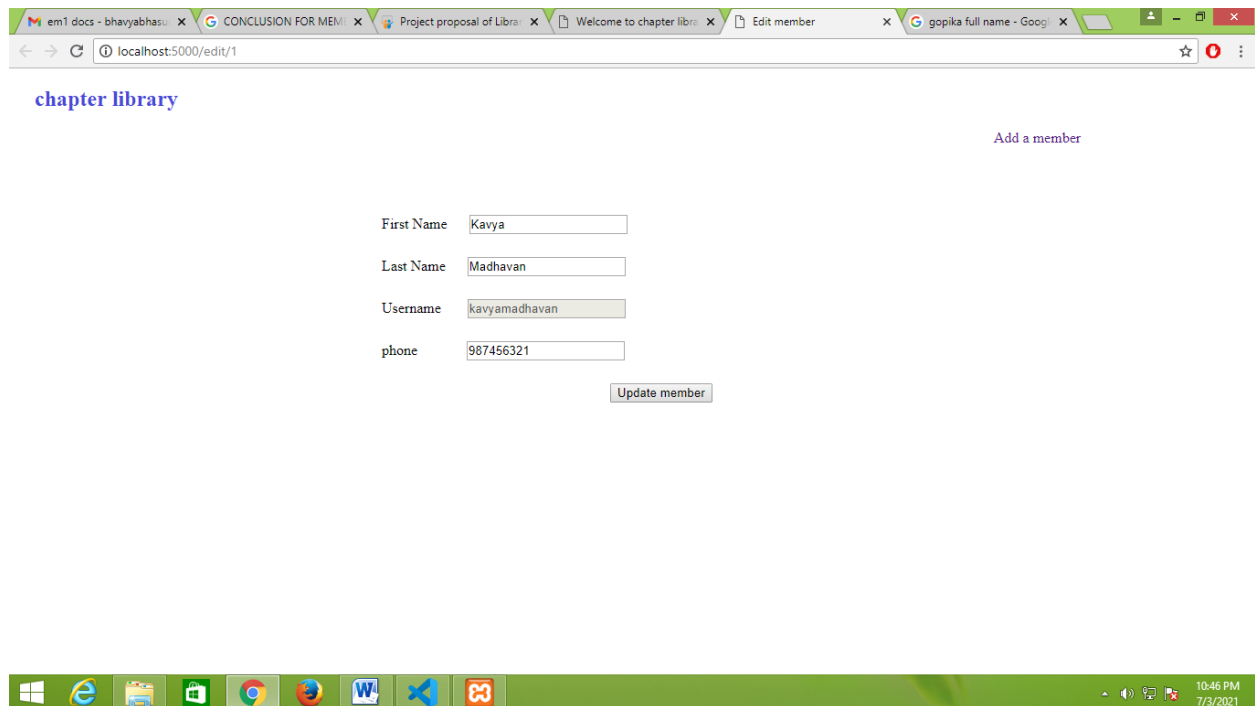 em1 docs - bhavyabhasu
CONCLUSION FOR MEM
Project proposal of Librar
Welcome to chapter libra
Edit member
gopika full name - Googl
localhost:5000/edit/1
chapter library
Add a member
First Name Kavya
Last Name Madhavan
Username kavyamadhavan
phone 987456321
Update member
10:46 PM
7/3/2021